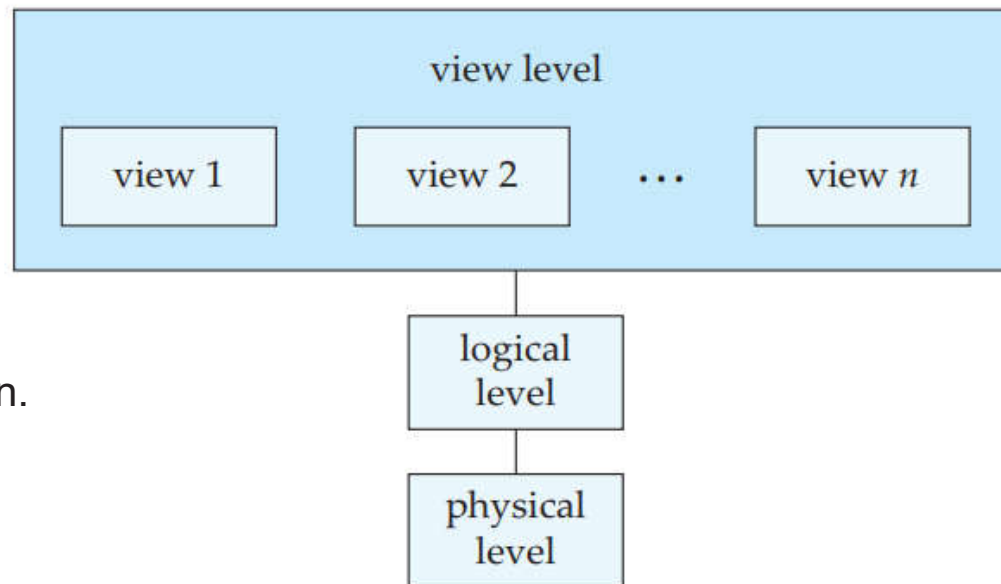 view level
view 1 view 2 ... view n
logical
level
n.
physical
level